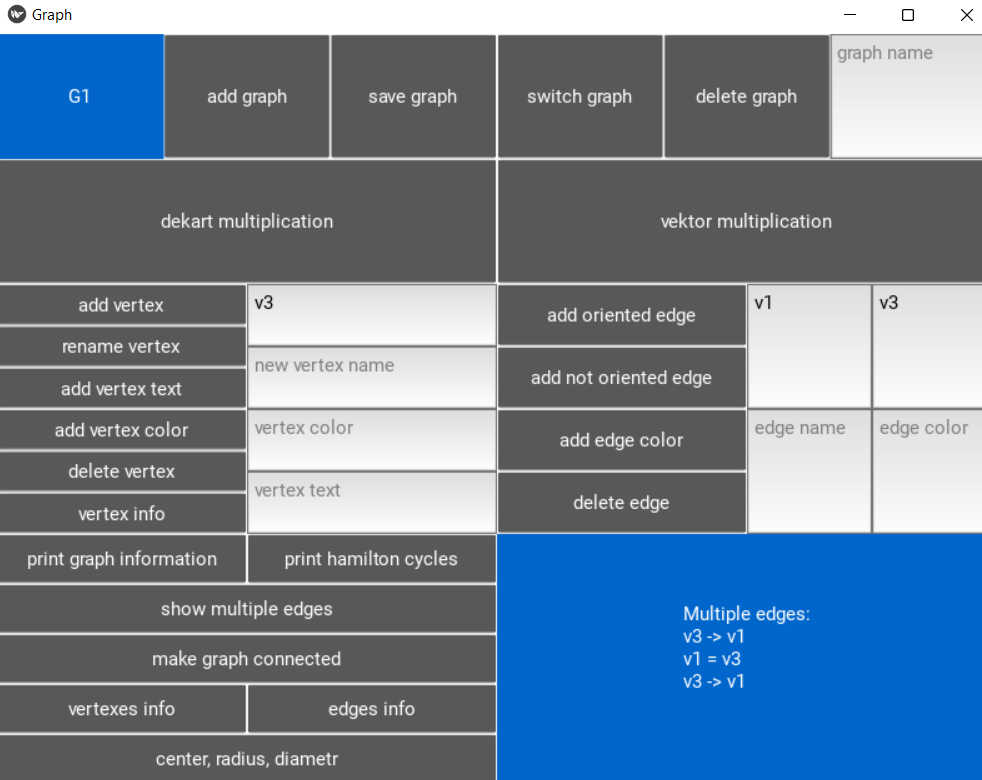 Graph
G1
add graph
save graph
switch graph
delete graph
graph name
dekart multiplication
vektor multiplication
add vertex
rename vertex
add vertex text
add vertex color
delete vertex
vertex info
v3
new vertex name
vertex color
vertex text
add oriented edge
add not oriented edge
add edge color
delete edge
v1
v3
edge name
edge color
print graph information
print hamilton cycles
show multiple edges
make graph connected
vertexes info
edges info
center, radius, diametr
Multiple edges:
v3 -> v1
v1 = v3
v3 -> v1